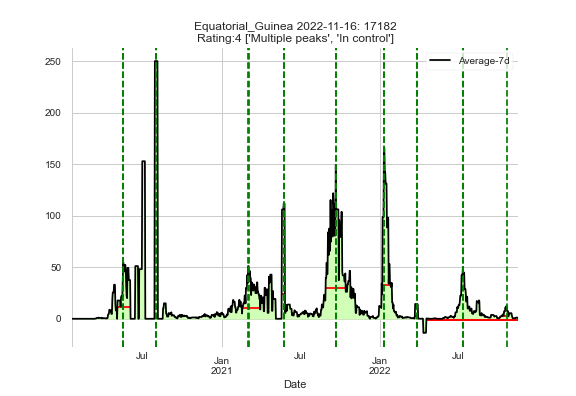 Equatorial_Guinea 2022-11-16: 17182
Rating:4 ['Multiple peaks', 'In control']
Average-7d
250
200
150
100
50
0
Jul
Jan
2021
Jul
Jan
2022
Jul
Date